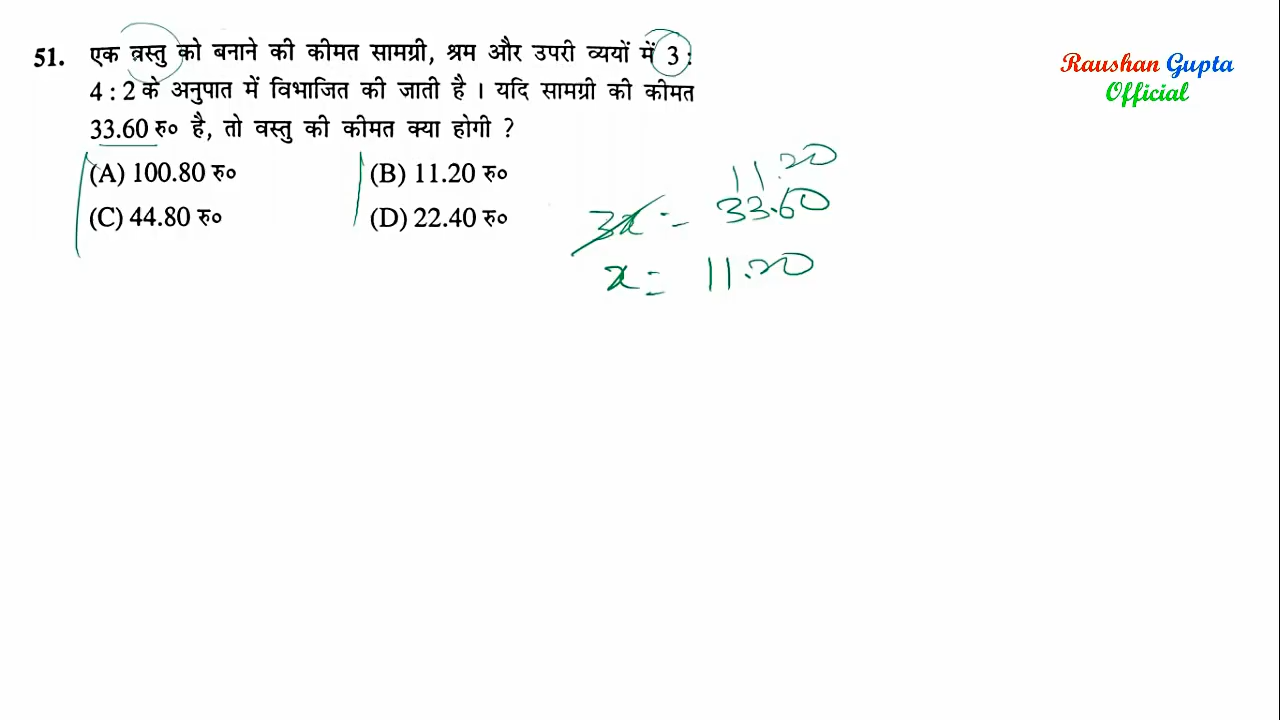 51. एक वस्तु को बनाने की कीमत सामग्री, श्रम और उपरी व्ययों में 3 :
4 : 2 के अनुपात में विभाजित की जाती है । यदि सामग्री की कीमत
33.60 रु० है, तो वस्तु की कीमत क्या होगी ?
(A) 100.80 रु० (B) 11.20 रु०
(C) 44.80 रु० (D) 22.40 रु०
Raushan Gupta
Official
11.20
3x = 33.60
x = 11.20